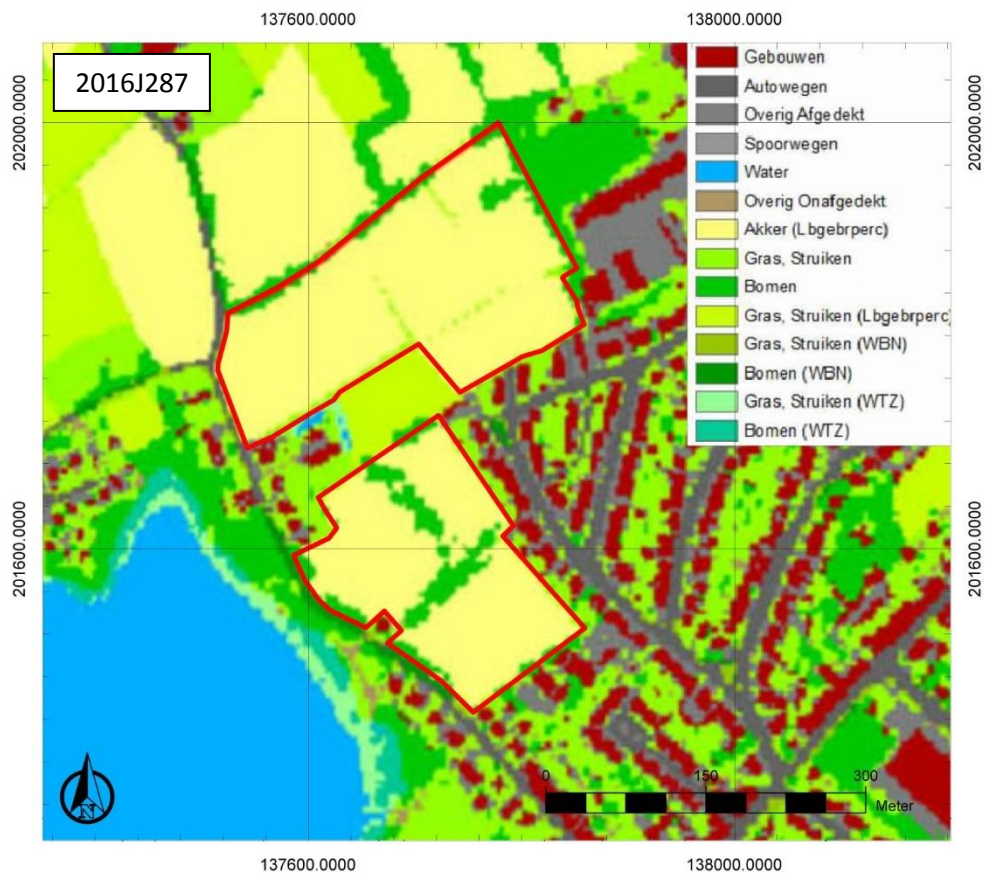 137600.0000 138000.0000
2016J287
202000.0000 202000.0000
Gebouwen
Autowegen
Overig Afgedekt
Spoorwegen
Water
Overig Onafgedekt
Akker (Lbgebrperc)
Gras, Struiken
Bomen
Gras, Struiken (Lbgebrperc)
Gras, Struiken (WBN)
Bomen (WBN)
Gras, Struiken (WTZ)
Bomen (WTZ)
201600.0000 201600.0000
0 150 300
Meter
N
137600.0000 138000.0000